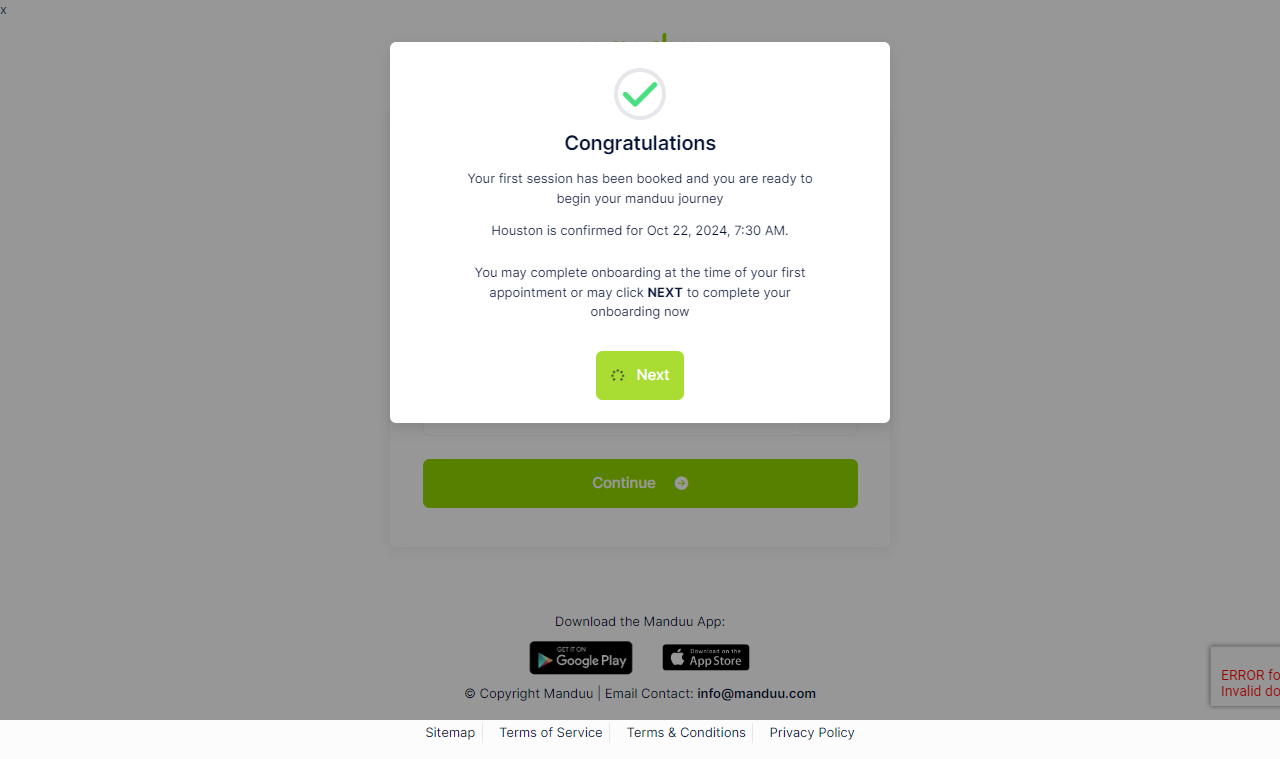 x
Congratulations
Your first session has been booked and you are ready to
begin your manduu journey
Houston is confirmed for Oct 22, 2024, 7:30 AM.
You may complete onboarding at the time of your first
appointment or may click NEXT to complete your
onboarding now
Next
Continue
Download the Manduu App:
GET IT ON
Google Play
Download on the
App Store
© Copyright Manduu | Email Contact: info@manduu.com
ERROR fo
Invalid do
Sitemap
Terms of Service
Terms & Conditions
Privacy Policy